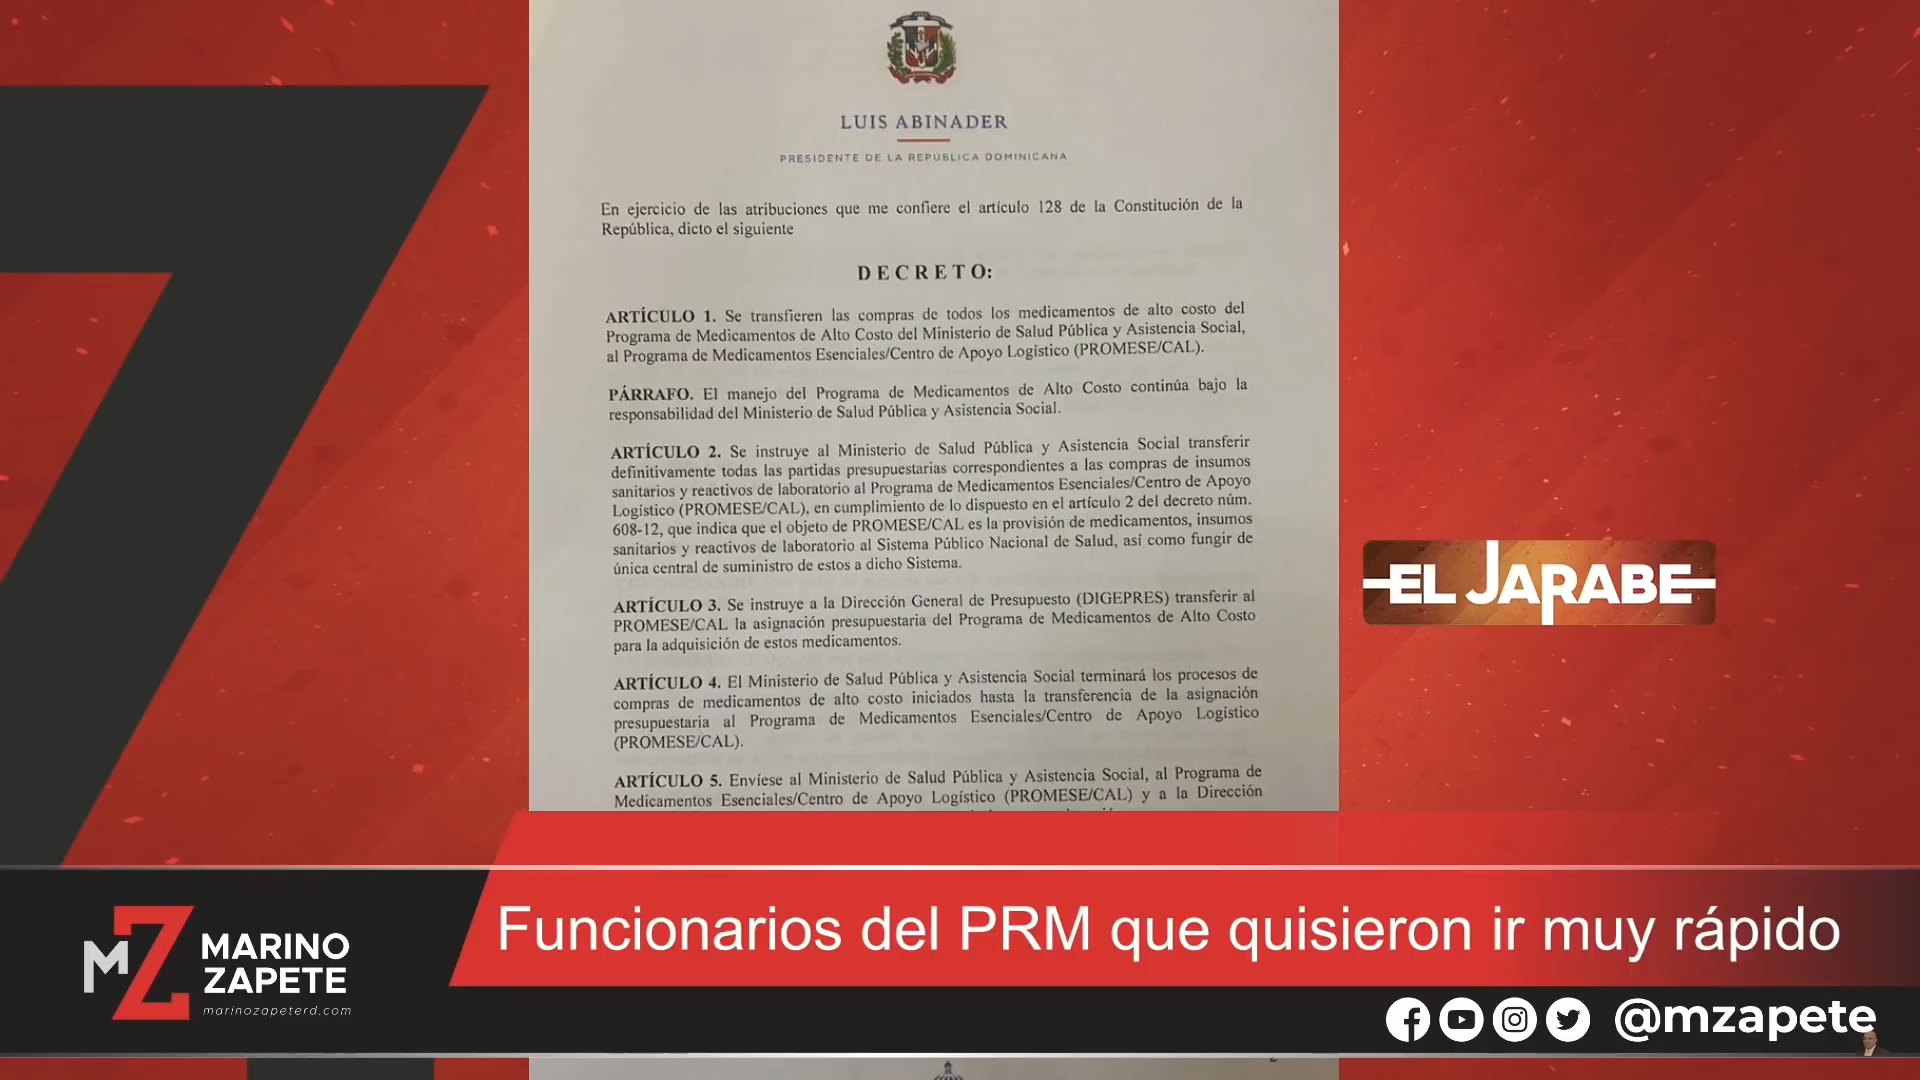 LUIS ABINADER
PRESIDENTE DE LA REPÚBLICA DOMINICANA
En ejercicio de las atribuciones que me confiere el artículo 128 de la Constitución de la
República, dicto el siguiente
DECRETO:
ARTÍCULO 1. Se transfieren las compras de todos los medicamentos de alto costo del
Programa de Medicamentos de Alto Costo del Ministerio de Salud Pública y Asistencia Social,
al Programa de Medicamentos Esenciales/Centro de Apoyo Logístico (PROMESE/CAL).
PÁRRAFO. El manejo del Programa de Medicamentos de Alto Costo continúa bajo la
responsabilidad del Ministerio de Salud Pública y Asistencia Social.
ARTÍCULO 2. Se instruye al Ministerio de Salud Pública y Asistencia Social transferir
definitivamente todas las partidas presupuestarias correspondientes a las compras de insumos
sanitarios y reactivos de laboratorio al Programa de Medicamentos Esenciales/Centro de Apoyo
Logístico (PROMESE/CAL), en cumplimiento de lo dispuesto en el artículo 2 del decreto núm.
608-12, que indica que el objeto de PROMESE/CAL es la provisión de medicamentos, insumos
sanitarios y reactivos de laboratorio al Sistema Público Nacional de Salud, así como fungir de
única central de suministro de estos a dicho Sistema.
ARTÍCULO 3. Se instruye a la Dirección General de Presupuesto (DIGEPRES) transferir al
PROMESE/CAL la asignación presupuestaria del Programa de Medicamentos de Alto Costo
para la adquisición de estos medicamentos.
ARTÍCULO 4. El Ministerio de Salud Pública y Asistencia Social terminará los procesos de
compras de medicamentos de alto costo iniciados hasta la transferencia de la asignación
presupuestaria al Programa de Medicamentos Esenciales/Centro de Apoyo Logístico
(PROMESE/CAL).
ARTÍCULO 5. Envíese al Ministerio de Salud Pública y Asistencia Social, al Programa de
Medicamentos Esenciales/Centro de Apoyo Logístico (PROMESE/CAL) y a la Dirección
EL JARABE
Funcionarios del PRM que quisieron ir muy rápido
MZ
MARINO
ZAPETE
marinozapeterd.com
@mzapete